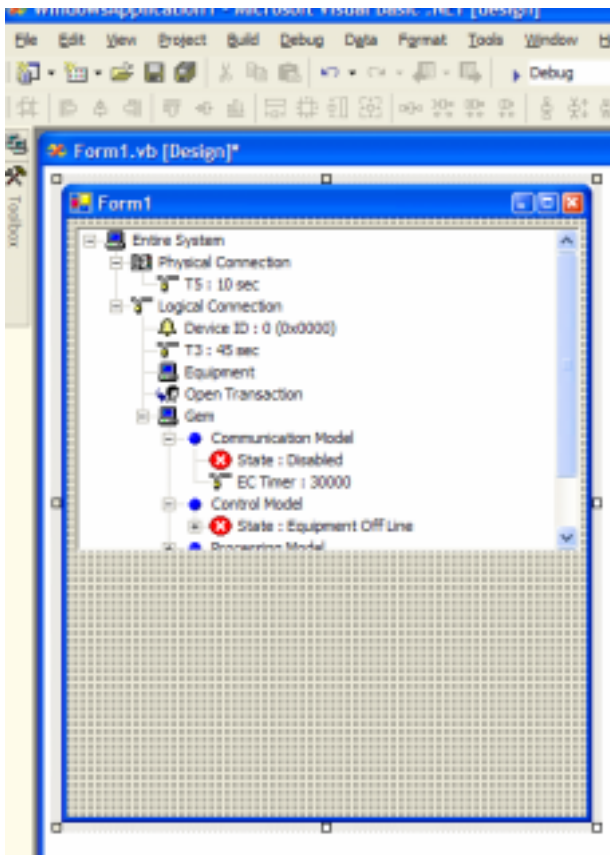 WindowsApplication1 - Microsoft Visual Basic .NET [design]
File Edit View Project Build Debug Data Format Tools Window H
Debug
Form1.vb [Design]*
Toolbox
Form1
Entire System
Physical Connection
T5 : 10 sec
Logical Connection
Device ID : 0 (0x0000)
T3 : 45 sec
Equipment
Open Transaction
Gem
Communication Model
State : Disabled
EC Timer : 30000
Control Model
State : Equipment Off Line
Processing Model